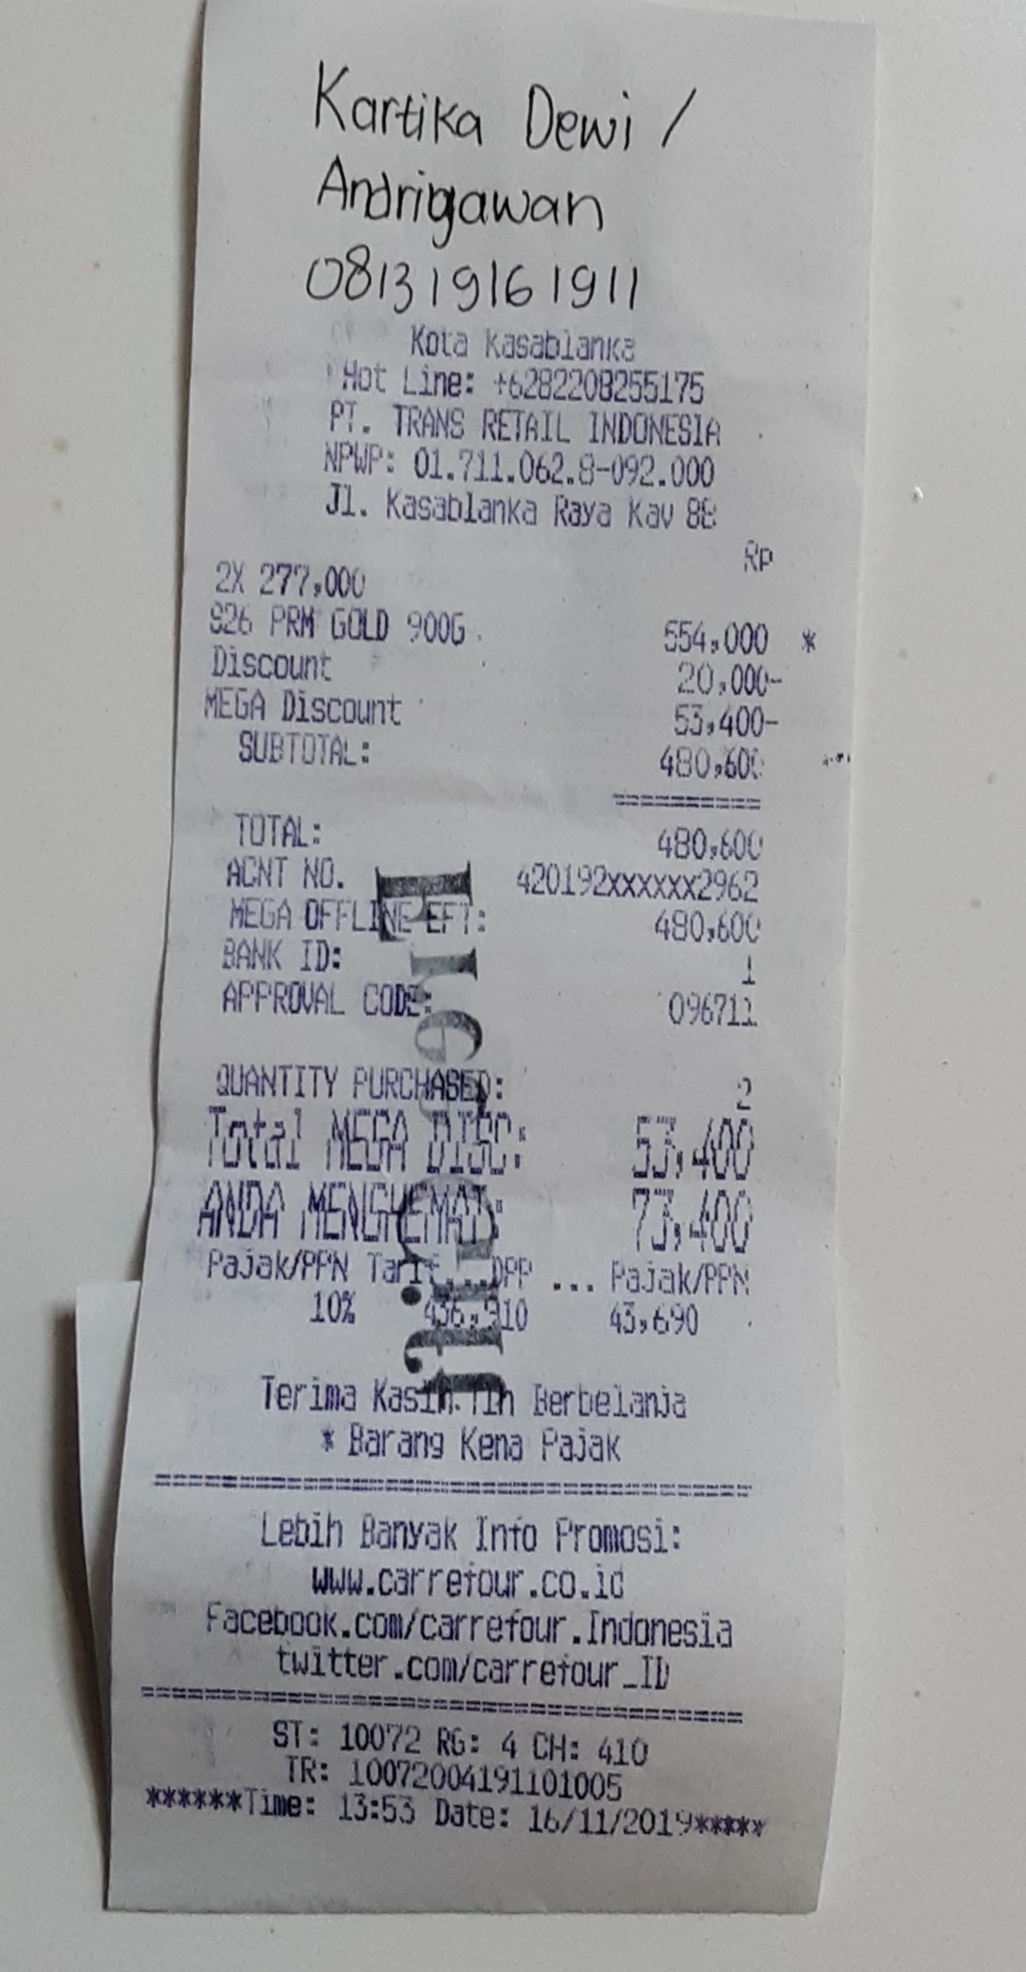 Kartika Dewi /
Andrigawan
081319161911
Kota Kasablanka
Hot Line: +6282208255175
PT. TRANS RETAIL INDONESIA
NPWP: 01.711.062.8-092.000
Jl. Kasablanka Raya Kav 88
Rp
2X 277,000
S26 PRM GOLD 900G 554,000 *
Discount 20,000-
MEGA Discount 53,400-
SUBTOTAL: 480,600
==========
TOTAL: 480,600
ACNT NO. 420192xxxxxx2962
MEGA OFFLINE EFT: 480,600
BANK ID: 1
APPROVAL CODE: 096711
QUANTITY PURCHASED: 2
Total MEGA DISC: 53,400
ANDA MENGHEMAT: 73,400
Pajak/PPN Tarif...DPP ... Pajak/PPN
10% 436,910 43,690
Terima Kasih Tlh Berbelanja
* Barang Kena Pajak
Lebih Banyak Info Promosi:
www.carrefour.co.id
Facebook.com/carrefour.Indonesia
twitter.com/carrefour_ID
ST: 10072 RG: 4 CH: 410
TR: 10072004191101005
******Time: 13:53 Date: 16/11/2019*****